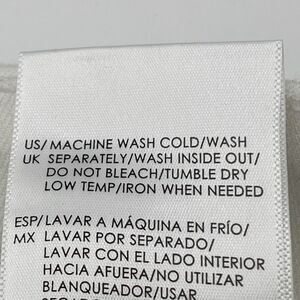 US/ MACHINE WASH COLD/WASH
UK SEPARATELY/WASH INSIDE OUT/
DO NOT BLEACH/TUMBLE DRY
LOW TEMP/IRON WHEN NEEDED
ESP/ LAVAR A MÁQUINA EN FRÍO/
MX LAVAR POR SEPARADO/
LAVAR CON EL LADO INTERIOR
HACIA AFUERA/NO UTILIZAR
BLANQUEADOR/USAR